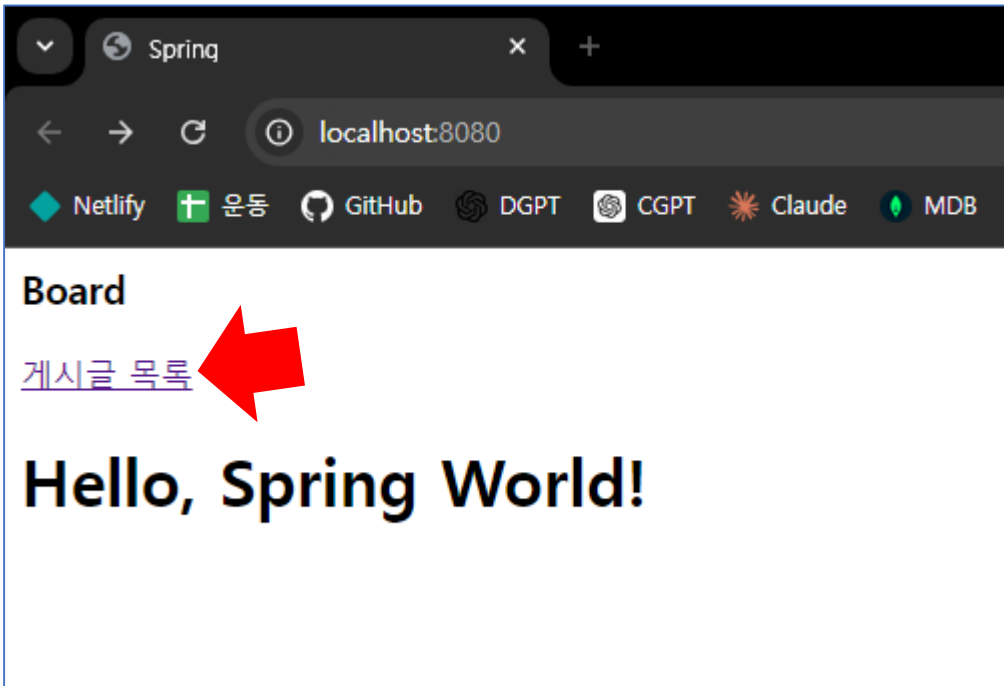 Spring
localhost:8080
Netlify 운동 GitHub DGPT CGPT Claude MDB
Board
게시글 목록
Hello, Spring World!